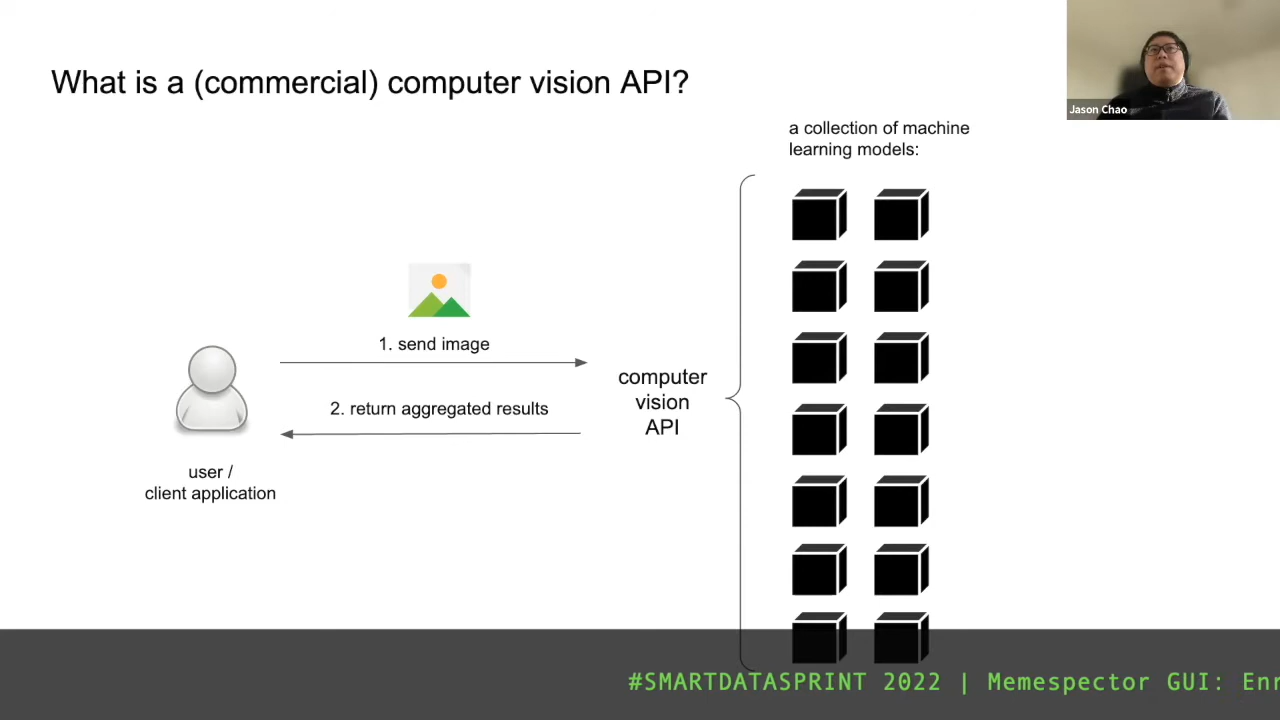 What is a (commercial) computer vision API?
Jason Chao
a collection of machine
learning models:
1. send image
computer
vision
API
2. return aggregated results
user /
client application
#SMARTDATASPRINT 2022 | Memespector GUI: Enr